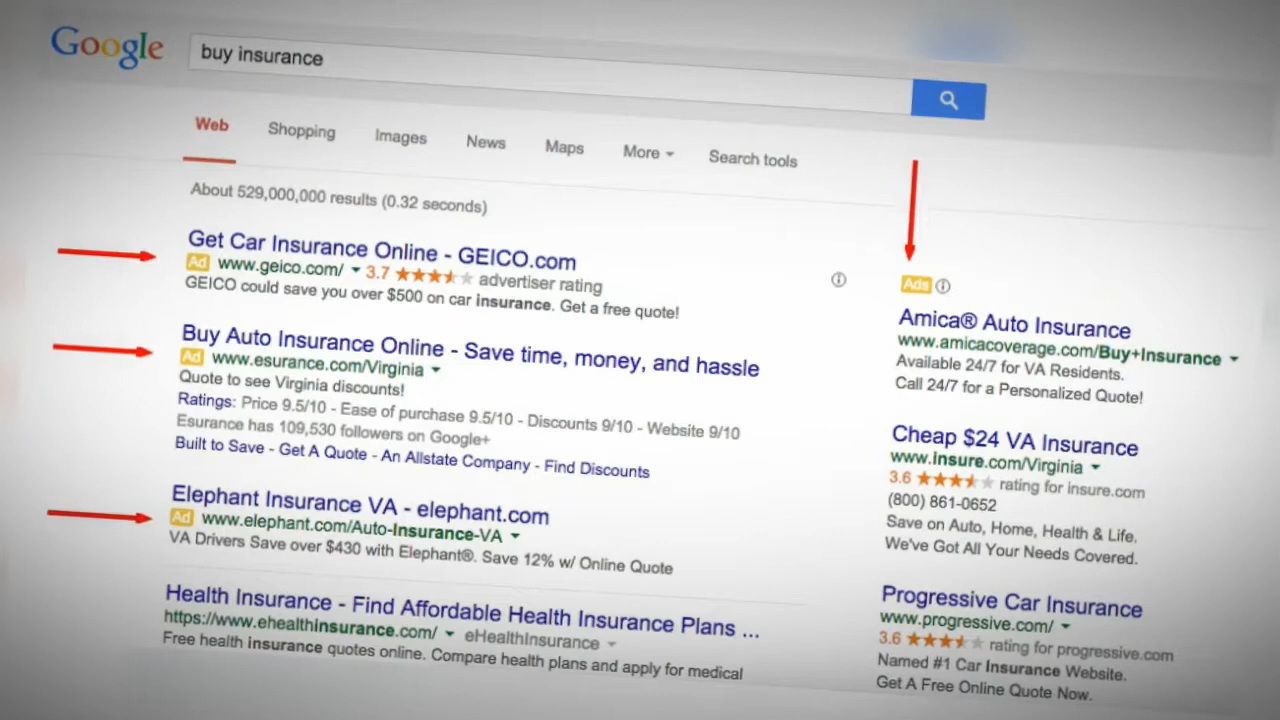 Google
buy insurance
Web Shopping Images News Maps More Search tools
About 529,000,000 results (0.32 seconds)
Get Car Insurance Online - GEICO.com
Ad www.geico.com/ 3.7 advertiser rating
GEICO could save you over $500 on car insurance. Get a free quote!
Buy Auto Insurance Online - Save time, money, and hassle
Ad www.esurance.com/Virginia
Quote to see Virginia discounts!
Ratings: Price 9.5/10 - Ease of purchase 9.5/10 - Discounts 9/10 - Website 9/10
Esurance has 109,530 followers on Google+
Built to Save - Get A Quote - An Allstate Company - Find Discounts
Elephant Insurance VA - elephant.com
Ad www.elephant.com/Auto-Insurance-VA
VA Drivers Save over $430 with Elephant®. Save 12% w/ Online Quote
Health Insurance - Find Affordable Health Insurance Plans ...
https://www.ehealthinsurance.com/ eHealthInsurance
Free health insurance quotes online. Compare health plans and apply for medical
Ads
Amica® Auto Insurance
www.amicacoverage.com/Buy+Insurance
Available 24/7 for VA Residents.
Call 24/7 for a Personalized Quote!
Cheap $24 VA Insurance
www.insure.com/Virginia
3.6 rating for insure.com
(800) 861-0652
Save on Auto, Home, Health & Life.
We've Got All Your Needs Covered.
Progressive Car Insurance
www.progressive.com/
3.6 rating for progressive.com
Named #1 Car Insurance Website.
Get A Free Online Quote Now.